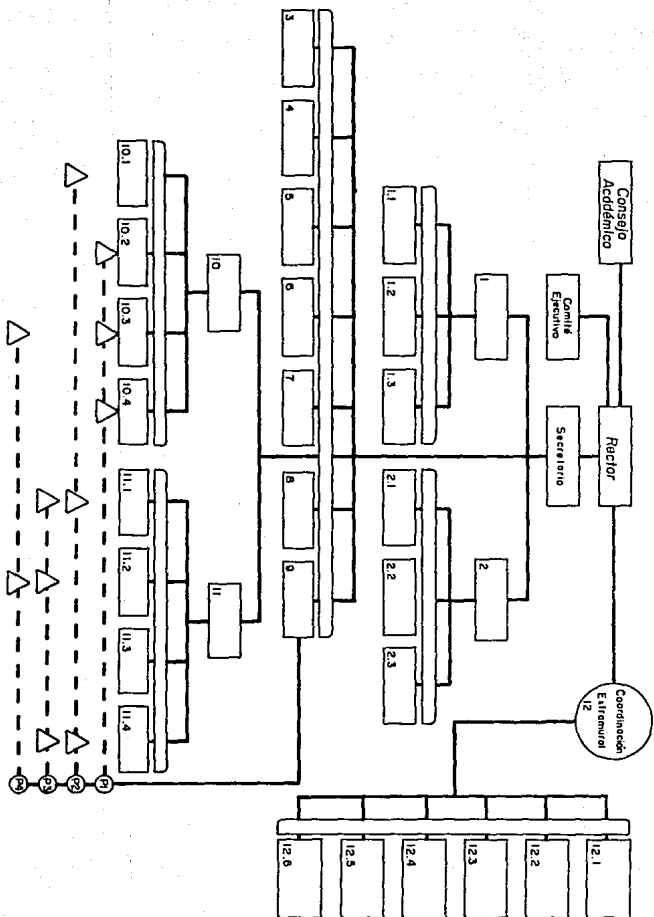 Consejo
Académico
Rector
Comité
Ejecutivo
Secretario
Coordinación
Extramural
12
1
2
1.1
1.2
1.3
2.1
2.2
2.3
3
4
5
6
7
8
9
10
11
10.1
10.2
10.3
10.4
11.1
11.2
11.3
11.4
12.1
12.2
12.3
12.4
12.5
12.6
P1
P2
P3
P4